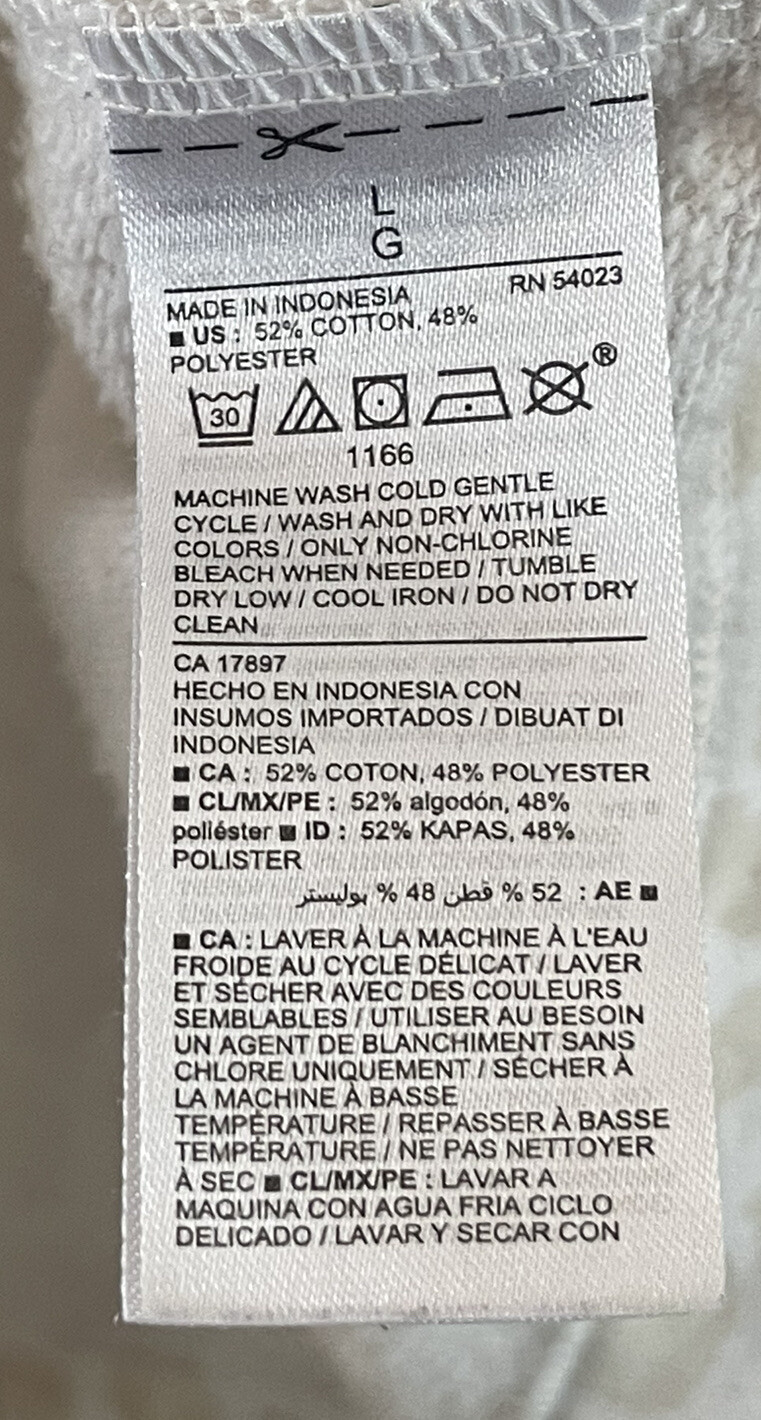 L
G
MADE IN INDONESIA RN 54023
■ US : 52% COTTON, 48%
POLYESTER
30 ®
1166
MACHINE WASH COLD GENTLE
CYCLE / WASH AND DRY WITH LIKE
COLORS / ONLY NON-CHLORINE
BLEACH WHEN NEEDED / TUMBLE
DRY LOW / COOL IRON / DO NOT DRY
CLEAN
CA 17897
HECHO EN INDONESIA CON
INSUMOS IMPORTADOS / DIBUAT DI
INDONESIA
■ CA : 52% COTON, 48% POLYESTER
■ CL/MX/PE : 52% algodón, 48%
poliéster ■ ID : 52% KAPAS, 48%
POLISTER
■ AE : 52 % قطن 48 % بوليستر
■ CA : LAVER À LA MACHINE À L'EAU
FROIDE AU CYCLE DÉLICAT / LAVER
ET SÉCHER AVEC DES COULEURS
SEMBLABLES / UTILISER AU BESOIN
UN AGENT DE BLANCHIMENT SANS
CHLORE UNIQUEMENT / SÉCHER À
LA MACHINE À BASSE
TEMPÉRATURE / REPASSER À BASSE
TEMPÉRATURE / NE PAS NETTOYER
À SEC ■ CL/MX/PE : LAVAR A
MAQUINA CON AGUA FRIA CICLO
DELICADO / LAVAR Y SECAR CON